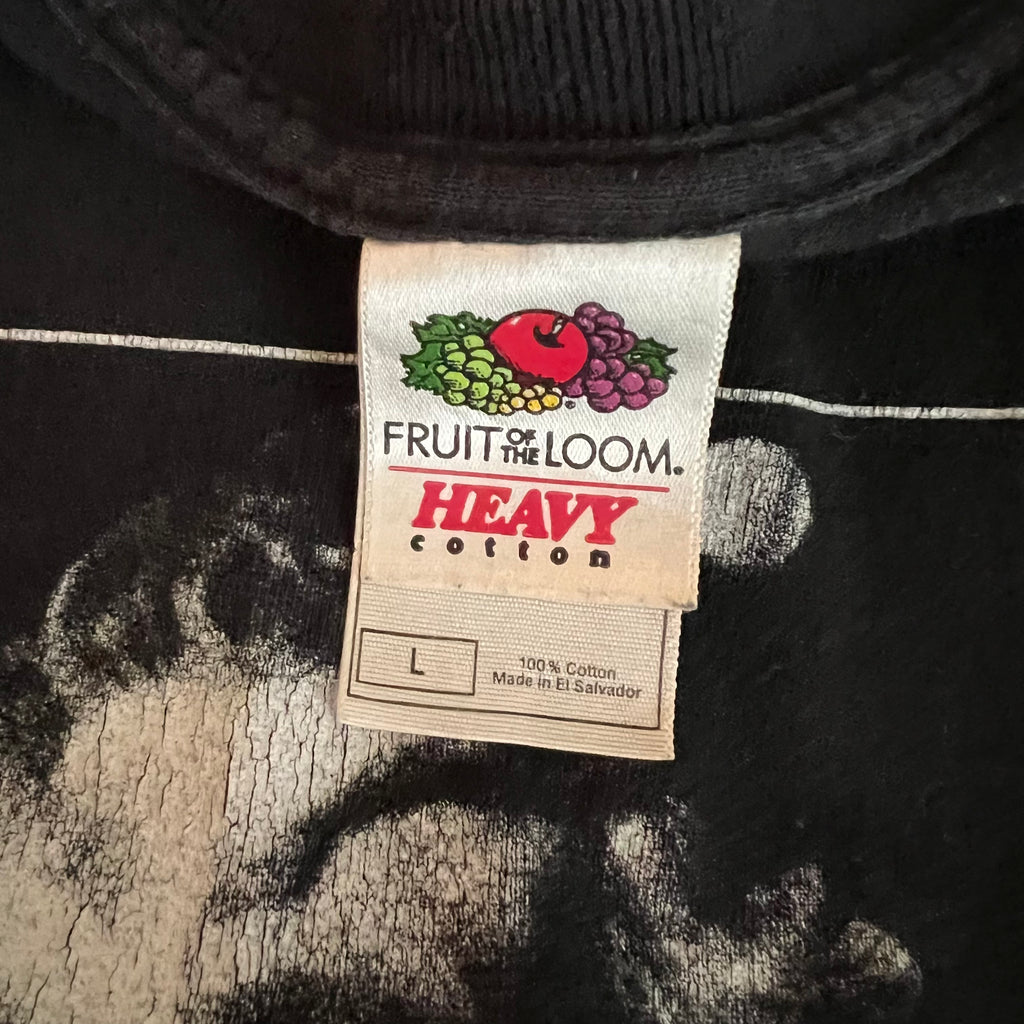 FRUIT OF THE LOOM.
HEAVY
cotton
L
100% Cotton
Made in El Salvador